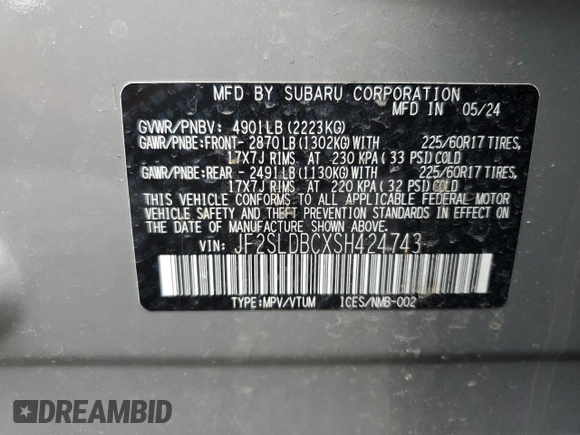 MFD BY SUBARU CORPORATION
MFD IN 05/24
GVWR/PNBV: 4901LB (2223KG)
GAWR/PNBE:FRONT- 2870LB (1302KG) WITH 225/60R17 TIRES,
17X7J RIMS, AT 230 KPA (33 PSI) COLD
GAWR/PNBE:REAR - 2491LB (1130KG) WITH 225/60R17 TIRES,
17X7J RIMS, AT 220 KPA (32 PSI) COLD
THIS VEHICLE CONFORMS TO ALL APPLICABLE FEDERAL MOTOR
VEHICLE SAFETY AND THEFT PREVENTION STANDARDS IN EFFECT ON
THE DATE OF MANUFACTURE SHOWN ABOVE.
VIN: JF2SLDBCXSH424743
TYPE:MPV/VTUM ICES/NMB-002
DREAMBID